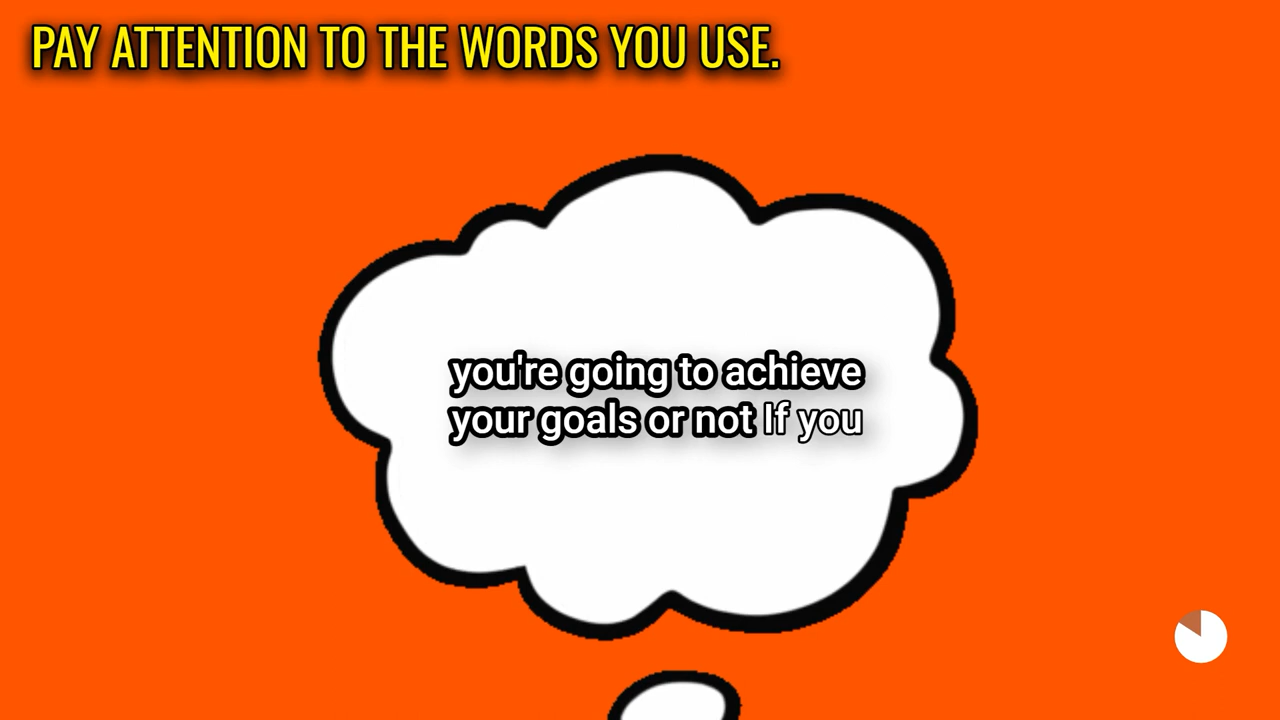 PAY ATTENTION TO THE WORDS YOU USE.
you're going to achieve
your goals or not If you